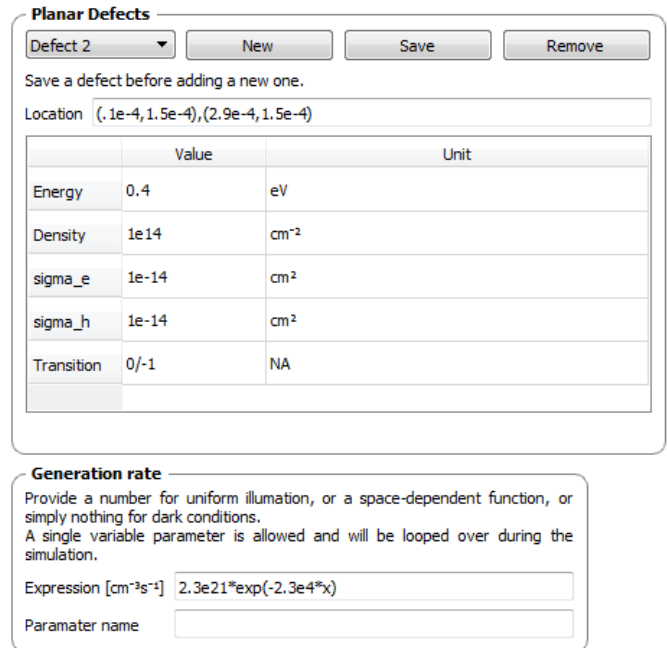 Planar Defects
Defect 2 New Save Remove
Save a defect before adding a new one.
Location (.1e-4,1.5e-4),(2.9e-4,1.5e-4)
Value Unit
Energy 0.4 eV
Density 1e14 cm⁻²
sigma_e 1e-14 cm²
sigma_h 1e-14 cm²
Transition 0/-1 NA
Generation rate
Provide a number for uniform illumation, or a space-dependent function, or
simply nothing for dark conditions.
A single variable parameter is allowed and will be looped over during the
simulation.
Expression [cm⁻³s⁻¹] 2.3e21*exp(-2.3e4*x)
Paramater name